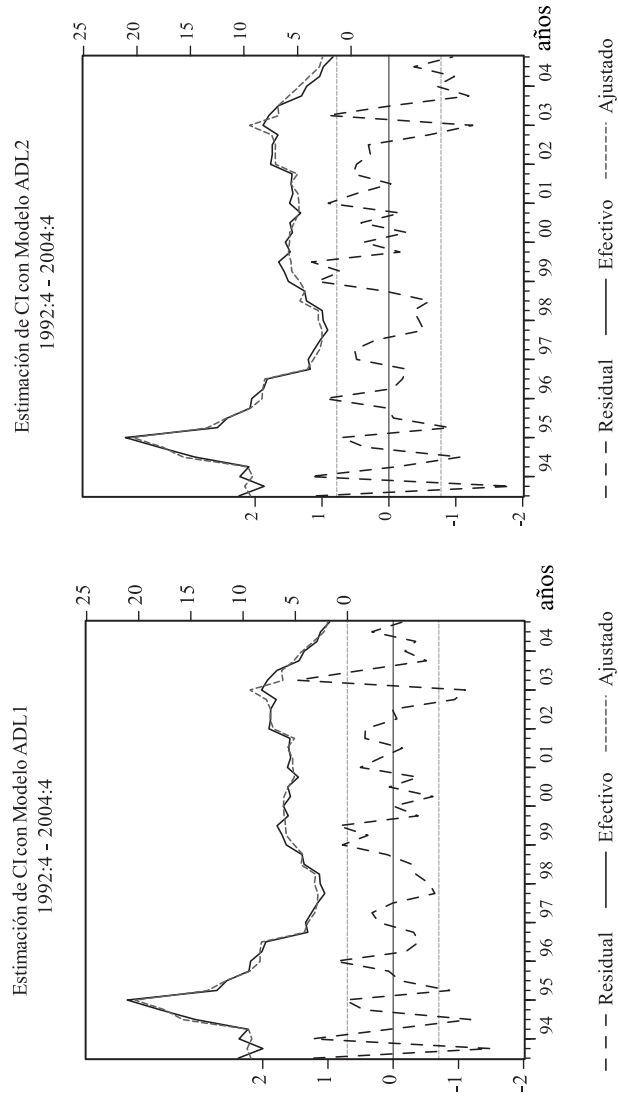 Estimación de CI con Modelo ADL1
1992:4 - 2004:4
25
20
15
10
5
0
2
1
0
-1
-2
94 95 96 97 98 99 00 01 02 03 04
años
Residual Efectivo Ajustado
Estimación de CI con Modelo ADL2
1992:4 - 2004:4
25
20
15
10
5
0
2
1
0
-1
-2
94 95 96 97 98 99 00 01 02 03 04
años
Residual Efectivo Ajustado